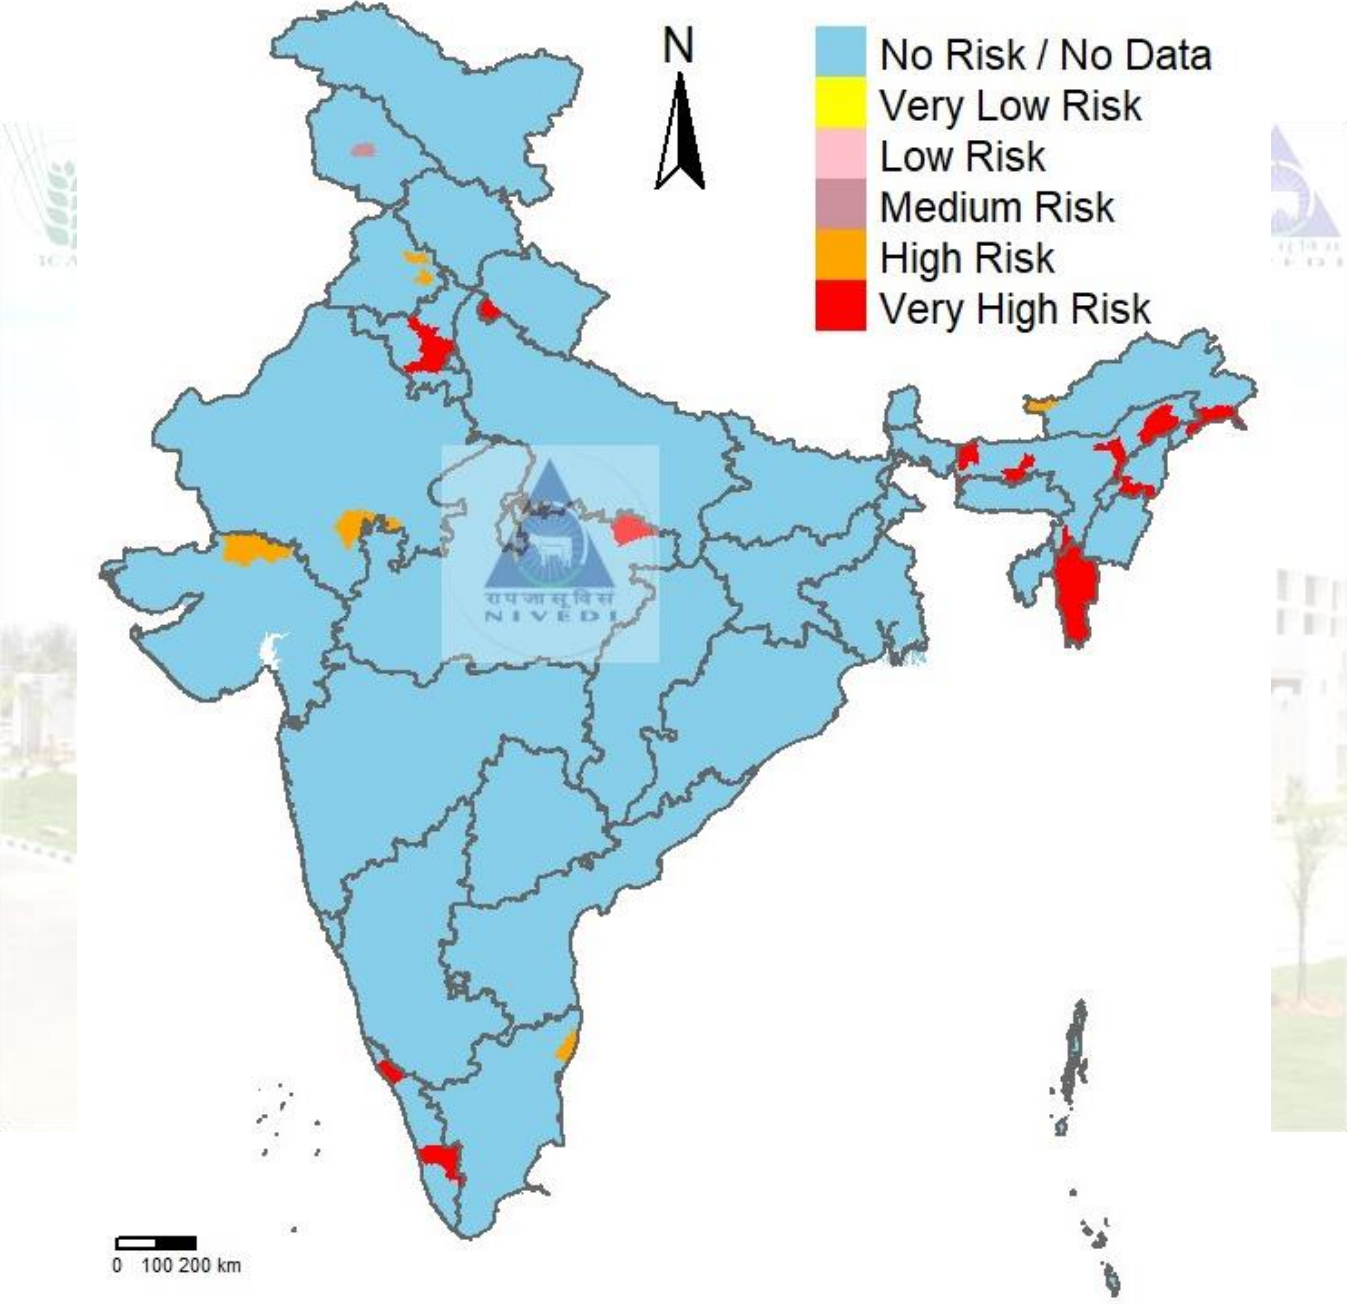 N
No Risk / No Data
Very Low Risk
Low Risk
Medium Risk
High Risk
Very High Risk
रापजासूविसं
NIVEDI
0 100 200 km